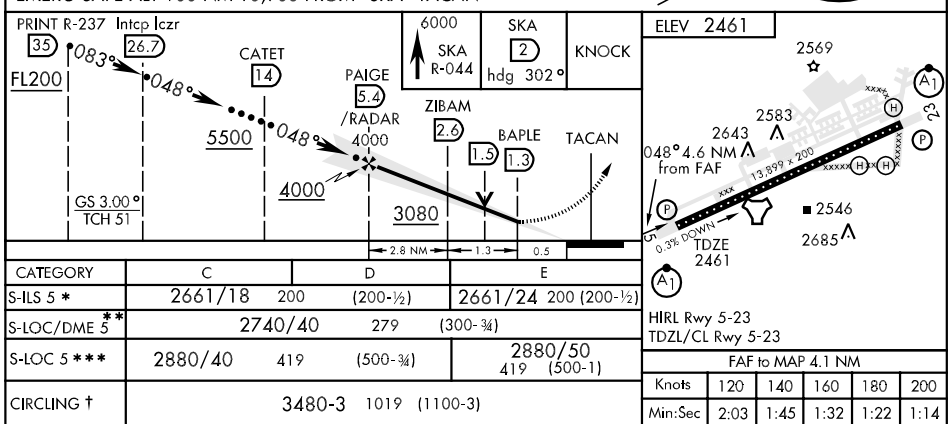 PRINT R-237 Intcp lczr
35 26.7
083°
FL200
048°
CATET
14
5500
048°
PAIGE
5.4
/RADAR
4000
4000
ZIBAM
2.6
3080
1.5
BAPLE
1.3
TACAN
GS 3.00°
TCH 51
2.8 NM 1.3 0.5
6000
SKA
R-044
SKA
2
hdg 302°
KNOCK
CATEGORY C D E
S-ILS 5 * 2661/18 200 (200-½) 2661/24 200 (200-½)
S-LOC/DME 5 ** 2740/40 279 (300-¾)
S-LOC 5 *** 2880/40 419 (500-¾) 2880/50 419 (500-1)
CIRCLING † 3480-3 1019 (1100-3)
ELEV 2461
2569
A1
23
H
P
2583
2643
048° 4.6 NM
from FAF
13,899 x 200
xxx
H H
P
5
0.3% DOWN
TDZE
2461
2546
2685
A1
HIRL Rwy 5-23
TDZL/CL Rwy 5-23
FAF to MAP 4.1 NM
Knots 120 140 160 180 200
Min:Sec 2:03 1:45 1:32 1:22 1:14